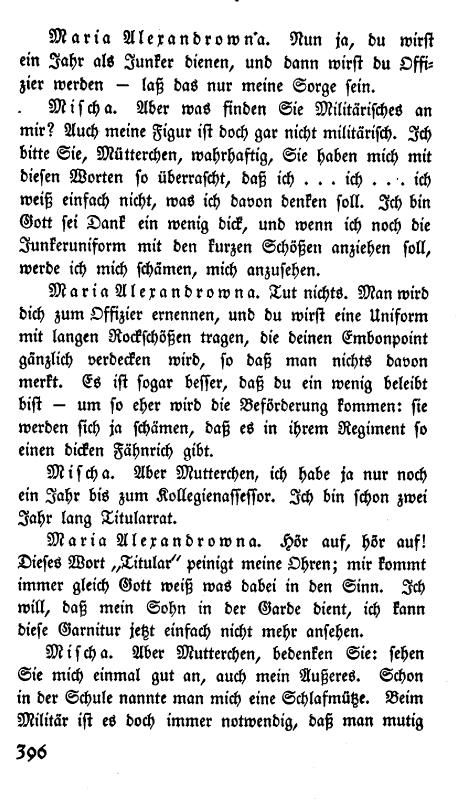 Maria Alexandrowna. Nun ja, du wirst
ein Jahr als Junker dienen, und dann wirst du Offi=
zier werden — laß das nur meine Sorge sein.
Mischa. Aber was finden Sie Militärisches an
mir? Auch meine Figur ist doch gar nicht militärisch. Ich
bitte Sie, Mütterchen, wahrhaftig, Sie haben mich mit
diesen Worten so überrascht, daß ich . . . ich . . . ich
weiß einfach nicht, was ich davon denken soll. Ich bin
Gott sei Dank ein wenig dick, und wenn ich noch die
Junkeruniform mit den kurzen Schößen anziehen soll,
werde ich mich schämen, mich anzusehen.
Maria Alexandrowna. Tut nichts. Man wird
dich zum Offizier ernennen, und du wirst eine Uniform
mit langen Rockschößen tragen, die deinen Embonpoint
gänzlich verdecken wird, so daß man nichts davon
merkt. Es ist sogar besser, daß du ein wenig beleibt
bist — um so eher wird die Beförderung kommen: sie
werden sich ja schämen, daß es in ihrem Regiment so
einen dicken Fähnrich gibt.
Mischa. Aber Mutterchen, ich habe ja nur noch
ein Jahr bis zum Kollegienassessor. Ich bin schon zwei
Jahr lang Titularrat.
Maria Alexandrowna. Hör auf, hör auf!
Dieses Wort „Titular“ peinigt meine Ohren; mir kommt
immer gleich Gott weiß was dabei in den Sinn. Ich
will, daß mein Sohn in der Garde dient, ich kann
diese Garnitur jetzt einfach nicht mehr ansehen.
Mischa. Aber Mutterchen, bedenken Sie: sehen
Sie mich einmal gut an, auch mein Äußeres. Schon
in der Schule nannte man mich eine Schlafmütze. Beim
Militär ist es doch immer notwendig, daß man mutig
396